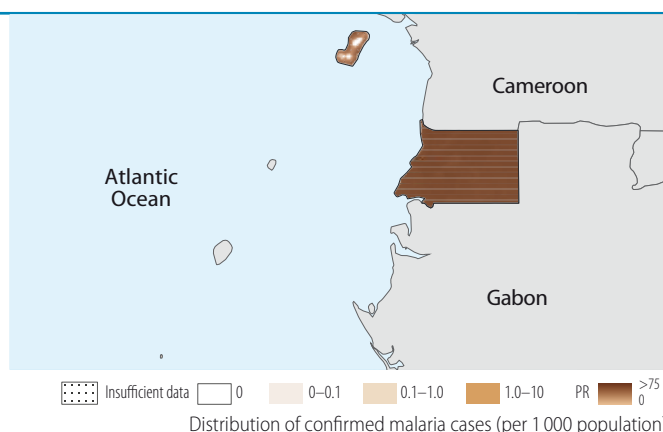 Cameroon
Atlantic
Ocean
Gabon
Insufficient data 0 0–0.1 0.1–1.0 1.0–10 PR >75
0
Distribution of confirmed malaria cases (per 1 000 population)